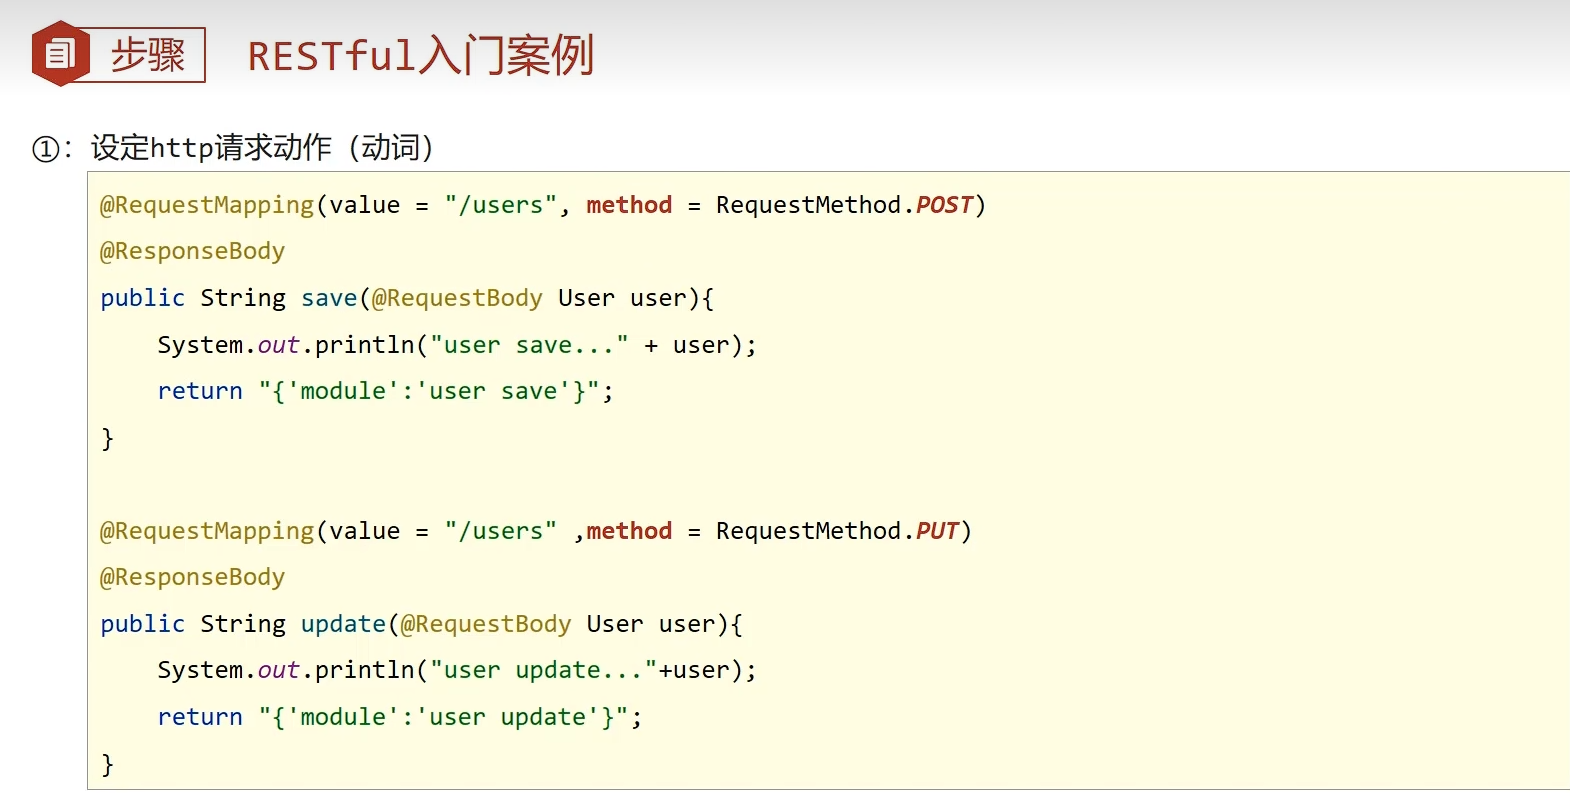 步骤 RESTful入门案例
①：设定http请求动作（动词）
@RequestMapping(value = "/users", method = RequestMethod.POST)
@ResponseBody
public String save(@RequestBody User user){
    System.out.println("user save..." + user);
    return "{'module':'user save'}";
}
@RequestMapping(value = "/users" ,method = RequestMethod.PUT)
@ResponseBody
public String update(@RequestBody User user){
    System.out.println("user update..."+user);
    return "{'module':'user update'}";
}